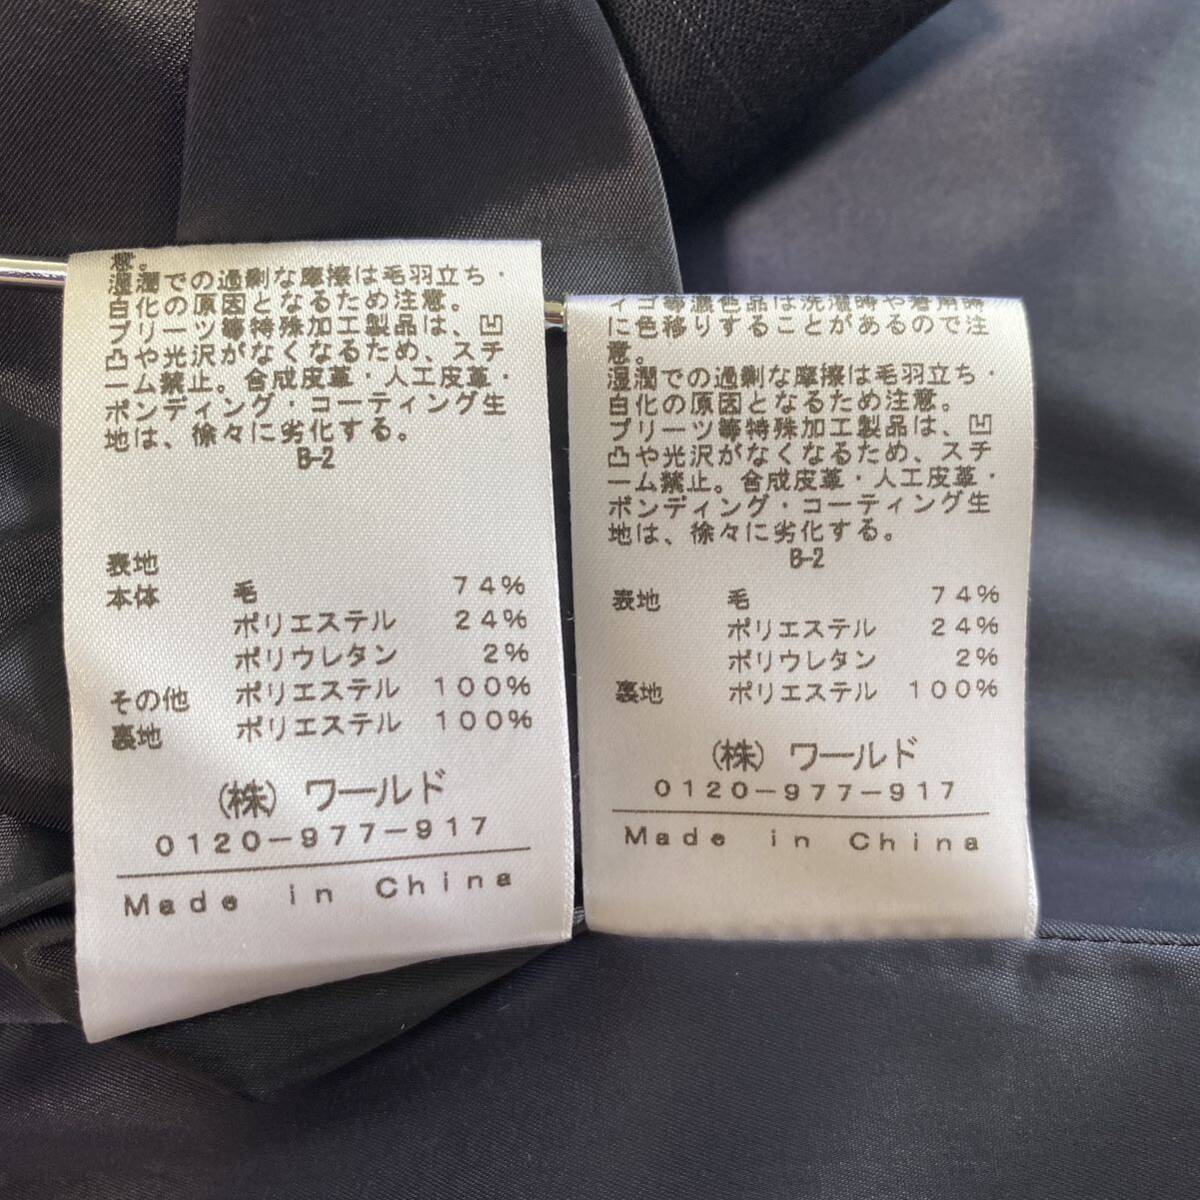 意。
湿潤での過剰な摩擦は毛羽立ち・
白化の原因となるため注意。
プリーツ等特殊加工製品は、凹
凸や光沢がなくなるため、スチ
ーム禁止。合成皮革・人工皮革・
ボンディング・コーティング生
地は、徐々に劣化する。
B-2
表地
本体 毛 74%
ポリエステル 24%
ポリウレタン 2%
その他 ポリエステル 100%
裏地 ポリエステル 100%
(株) ワールド
0120-977-917
Made in China
ィゴ等濃色品は洗濯時や着用時
に色移りすることがあるので注
意。
湿潤での過剰な摩擦は毛羽立ち・
白化の原因となるため注意。
プリーツ等特殊加工製品は、凹
凸や光沢がなくなるため、スチ
ーム禁止。合成皮革・人工皮革・
ボンディング・コーティング生
地は、徐々に劣化する。
B-2
表地 毛 74%
ポリエステル 24%
ポリウレタン 2%
裏地 ポリエステル 100%
(株) ワールド
0120-977-917
Made in China